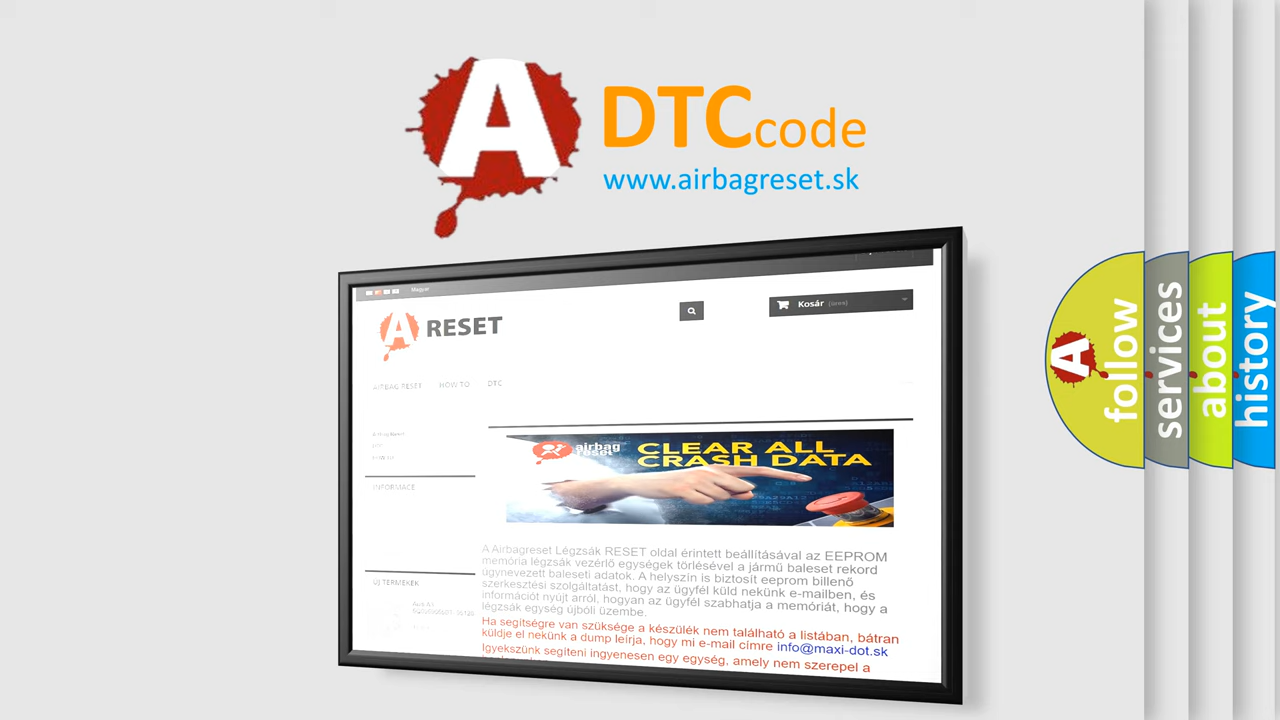 A
DTCcode
www.airbagreset.sk
Magyar
A RESET
Kosár (üres)
AIRBAG RESET HOW TO DTC
INFORMACE
airbag
reset
CLEAR ALL
CRASH DATA
A Airbagreset Légzsák RESET oldal érintett beállításával az EEPROM
memória légzsák vezérlő egységek törlésével a jármű baleset rekord
úgynevezett baleseti adatok. A helyszín is biztosít eeprom billenő
szerkesztési szolgáltatást, hogy az ügyfél küld nekünk e-mailben, és
információt nyújt arról, hogyan az ügyfél szabhatja a memóriát, hogy a
légzsák egység újbóli üzembe.
Ha segítségre van szüksége a készülék nem található a listában, bátran
küldje el nekünk a dump leírja, hogy mi e-mail címre info@maxi-dot.sk
Igyekszünk segíteni ingyenesen egy egység, amely nem szerepel a
ÚJ TERMÉKEK
A
follow
services
about
history